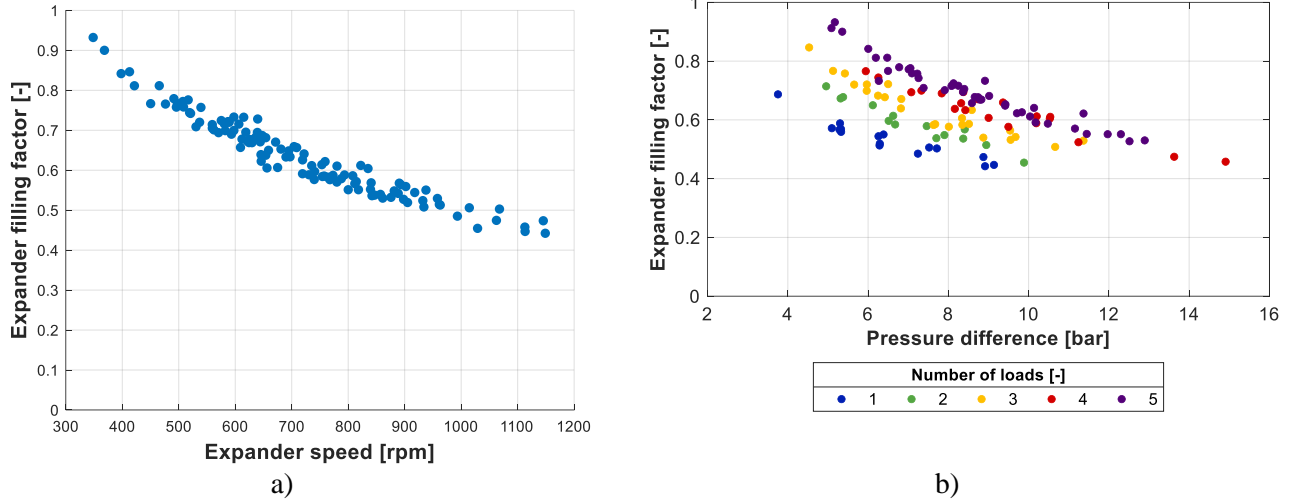 Expander filling factor [-]
1
0.9
0.8
0.7
0.6
0.5
0.4
0.3
0.2
0.1
0
300 400 500 600 700 800 900 1000 1100 1200
Expander speed [rpm]
a)
Expander filling factor [-]
1
0.8
0.6
0.4
0.2
0
2 4 6 8 10 12 14 16
Pressure difference [bar]
Number of loads [-]
1 2 3 4 5
b)